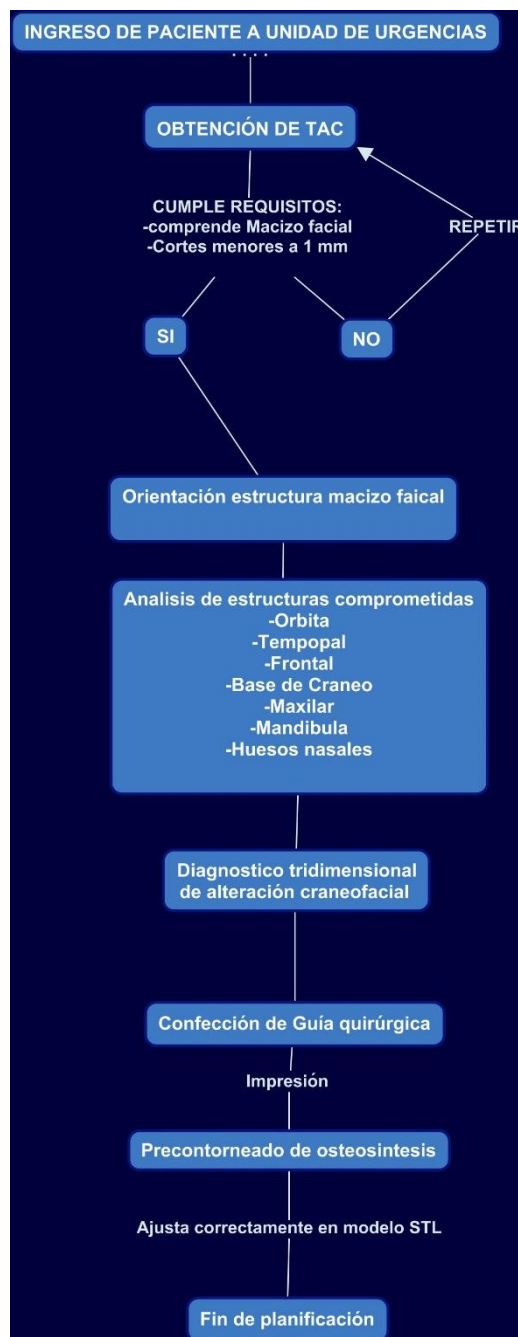 INGRESO DE PACIENTE A UNIDAD DE URGENCIAS
....
OBTENCIÓN DE TAC
CUMPLE REQUISITOS:
-comprende Macizo facial
-Cortes menores a 1 mm
REPETIR
SI
NO
Orientación estructura macizo faical
Analisis de estructuras comprometidas
-Orbita
-Tempopal
-Frontal
-Base de Craneo
-Maxilar
-Mandibula
-Huesos nasales
Diagnostico tridimensional
de alteración craneofacial
Confección de Guía quirúrgica
Impresión
Precontorneado de osteosintesis
Ajusta correctamente en modelo STL
Fin de planificación